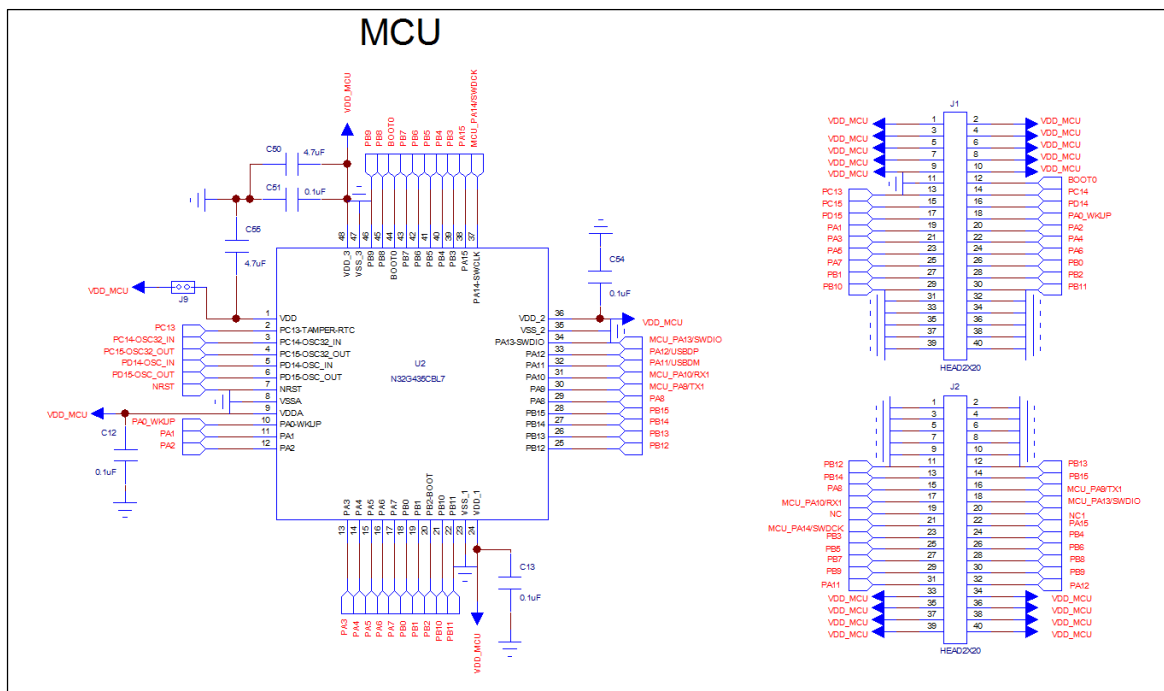 MCU
VDD_MCU
PB9
PB8
BOOT0
PB7
PB6
PB5
PB4
PB3
PA15
MCU_PA14/SWDCK
C50
4.7uF
C51
0.1uF
C55
4.7uF
VDD_MCU
J9
48 47 46 45 44 43 42 41 40 39 38 37
VDD_3
VSS_3
PB9
PB8
BOOT0
PB7
PB6
PB5
PB4
PB3
PA15
PA14-SWCLK
C54
0.1uF
VDD_MCU
1 VDD
PC13 2 PC13-TAMPER-RTC
PC14-OSC32_IN 3 PC14-OSC32_IN
PC15-OSC32_OUT 4 PC15-OSC32_OUT
PD14-OSC_IN 5 PD14-OSC_IN
PD15-OSC_OUT 6 PD15-OSC_OUT
NRST 7 NRST
8 VSSA
VDD_MCU 9 VDDA
PA0_WKUP 10 PA0-WKUP
PA1 11 PA1
PA2 12 PA2
C12
0.1uF
U2
N32G435CBL7
VDD_2 36
VSS_2 35
PA13-SWDIO 34 MCU_PA13/SWDIO
PA12 33 PA12/USBDP
PA11 32 PA11/USBDM
PA10 31 MCU_PA10/RX1
PA9 30 MCU_PA9/TX1
PA8 29 PA8
PB15 28 PB15
PB14 27 PB14
PB13 26 PB13
PB12 25 PB12
PA3
PA4
PA5
PA6
PA7
PB0
PB1
PB2-BOOT
PB10
PB11
VSS_1
VDD_1
13 14 15 16 17 18 19 20 21 22 23 24
PA3
PA4
PA5
PA6
PA7
PB0
PB1
PB2
PB10
PB11
VDD_MCU
C13
0.1uF
J1
VDD_MCU 1 2 VDD_MCU
VDD_MCU 3 4 VDD_MCU
VDD_MCU 5 6 VDD_MCU
VDD_MCU 7 8 VDD_MCU
VDD_MCU 9 10 VDD_MCU
11 12 BOOT0
PC13 13 14 PC14
PC15 15 16 PD14
PD15 17 18 PA0_WKUP
PA1 19 20 PA2
PA3 21 22 PA4
PA5 23 24 PA6
PA7 25 26 PB0
PB1 27 28 PB2
PB10 29 30 PB11
31 32
33 34
35 36
37 38
39 40
HEAD2X20
J2
1 2
3 4
5 6
7 8
9 10
PB12 11 12 PB13
PB14 13 14 PB15
PA8 15 16 MCU_PA9/TX1
MCU_PA10/RX1 17 18 MCU_PA13/SWDIO
NC 19 20 NC1
MCU_PA14/SWDCK 21 22 PA15
PB3 23 24 PB4
PB5 25 26 PB6
PB7 27 28 PB8
PB9 29 30 PB9
PA11 31 32 PA12
VDD_MCU 33 34 VDD_MCU
VDD_MCU 35 36 VDD_MCU
VDD_MCU 37 38 VDD_MCU
VDD_MCU 39 40 VDD_MCU
HEAD2X20